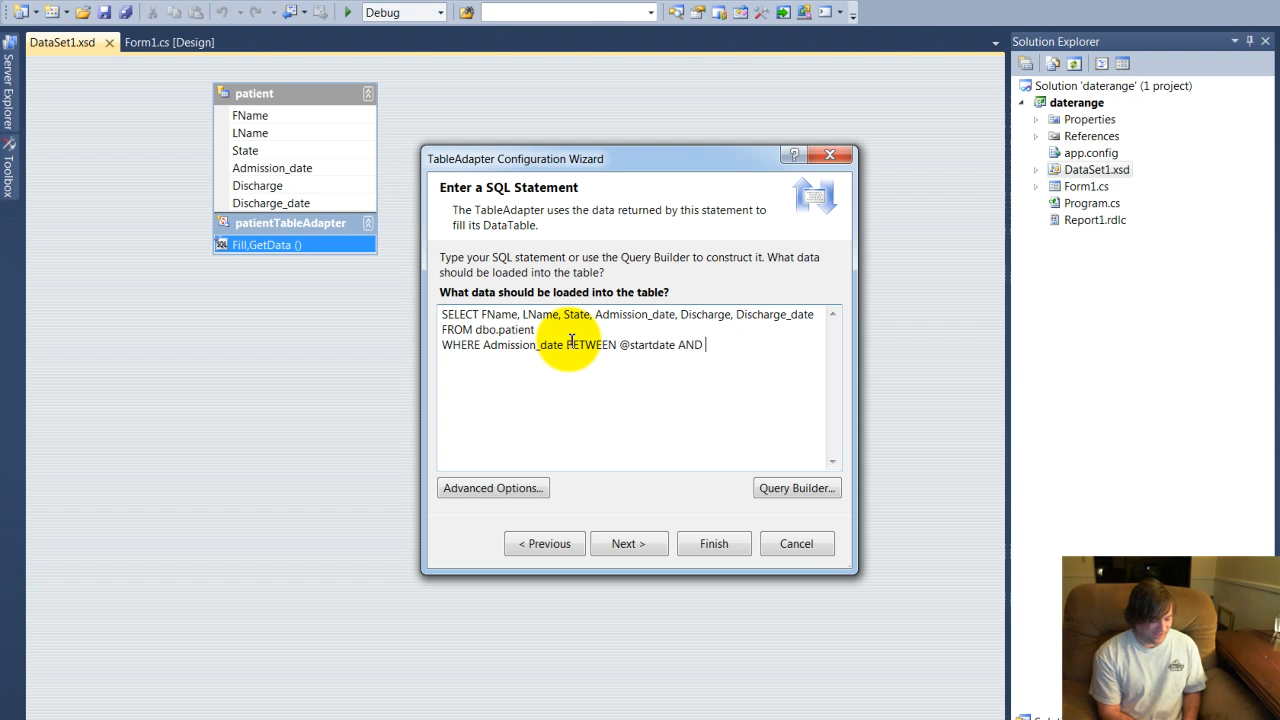 Debug
DataSet1.xsd
Form1.cs [Design]
Solution Explorer
Server Explorer
Toolbox
patient
FName
LName
State
Admission_date
Discharge
Discharge_date
patientTableAdapter
SQL
Fill,GetData ()
TableAdapter Configuration Wizard
Enter a SQL Statement
The TableAdapter uses the data returned by this statement to
fill its DataTable.
Type your SQL statement or use the Query Builder to construct it. What data
should be loaded into the table?
What data should be loaded into the table?
SELECT FName, LName, State, Admission_date, Discharge, Discharge_date
FROM dbo.patient
WHERE Admission_date BETWEEN @startdate AND
Advanced Options...
Query Builder...
< Previous
Next >
Finish
Cancel
Solution 'daterange' (1 project)
daterange
Properties
References
app.config
DataSet1.xsd
Form1.cs
Program.cs
Report1.rdlc